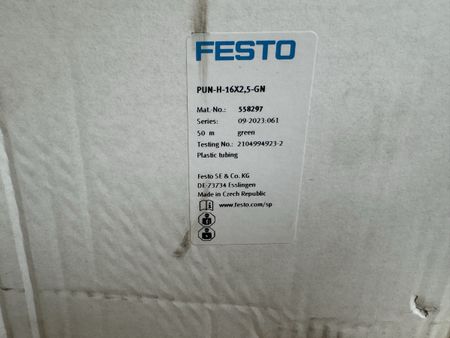 FESTO
PUN-H-16X2,5-GN
Mat. No.: 558297
Series: 09-2023:061
50 m green
Testing No.: 2104994923-2
Plastic tubing
Festo SE & Co. KG
DE-73734 Esslingen
Made in Czech Republic
www.festo.com/sp